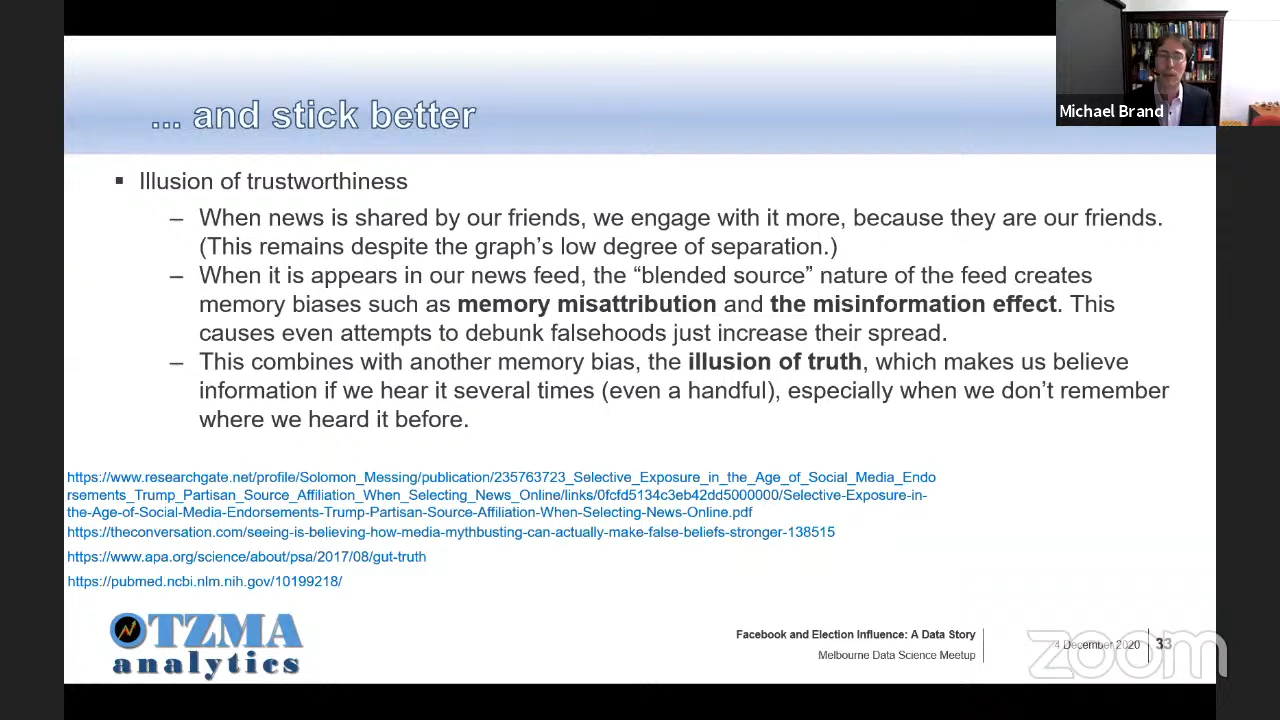 ... and stick better
Michael Brand
▪ Illusion of trustworthiness
– When news is shared by our friends, we engage with it more, because they are our friends.
(This remains despite the graph's low degree of separation.)
– When it is appears in our news feed, the “blended source” nature of the feed creates
memory biases such as memory misattribution and the misinformation effect. This
causes even attempts to debunk falsehoods just increase their spread.
– This combines with another memory bias, the illusion of truth, which makes us believe
information if we hear it several times (even a handful), especially when we don't remember
where we heard it before.
https://www.researchgate.net/profile/Solomon_Messing/publication/235763723_Selective_Exposure_in_the_Age_of_Social_Media_Endo
rsements_Trump_Partisan_Source_Affiliation_When_Selecting_News_Online/links/0fcfd5134c3eb42dd5000000/Selective-Exposure-in-
the-Age-of-Social-Media-Endorsements-Trump-Partisan-Source-Affiliation-When-Selecting-News-Online.pdf
https://theconversation.com/seeing-is-believing-how-media-mythbusting-can-actually-make-false-beliefs-stronger-138515
https://www.apa.org/science/about/psa/2017/08/gut-truth
https://pubmed.ncbi.nlm.nih.gov/10199218/
OTZMA
analytics
Facebook and Election Influence: A Data Story
Melbourne Data Science Meetup
4 December 2020
33
zoom